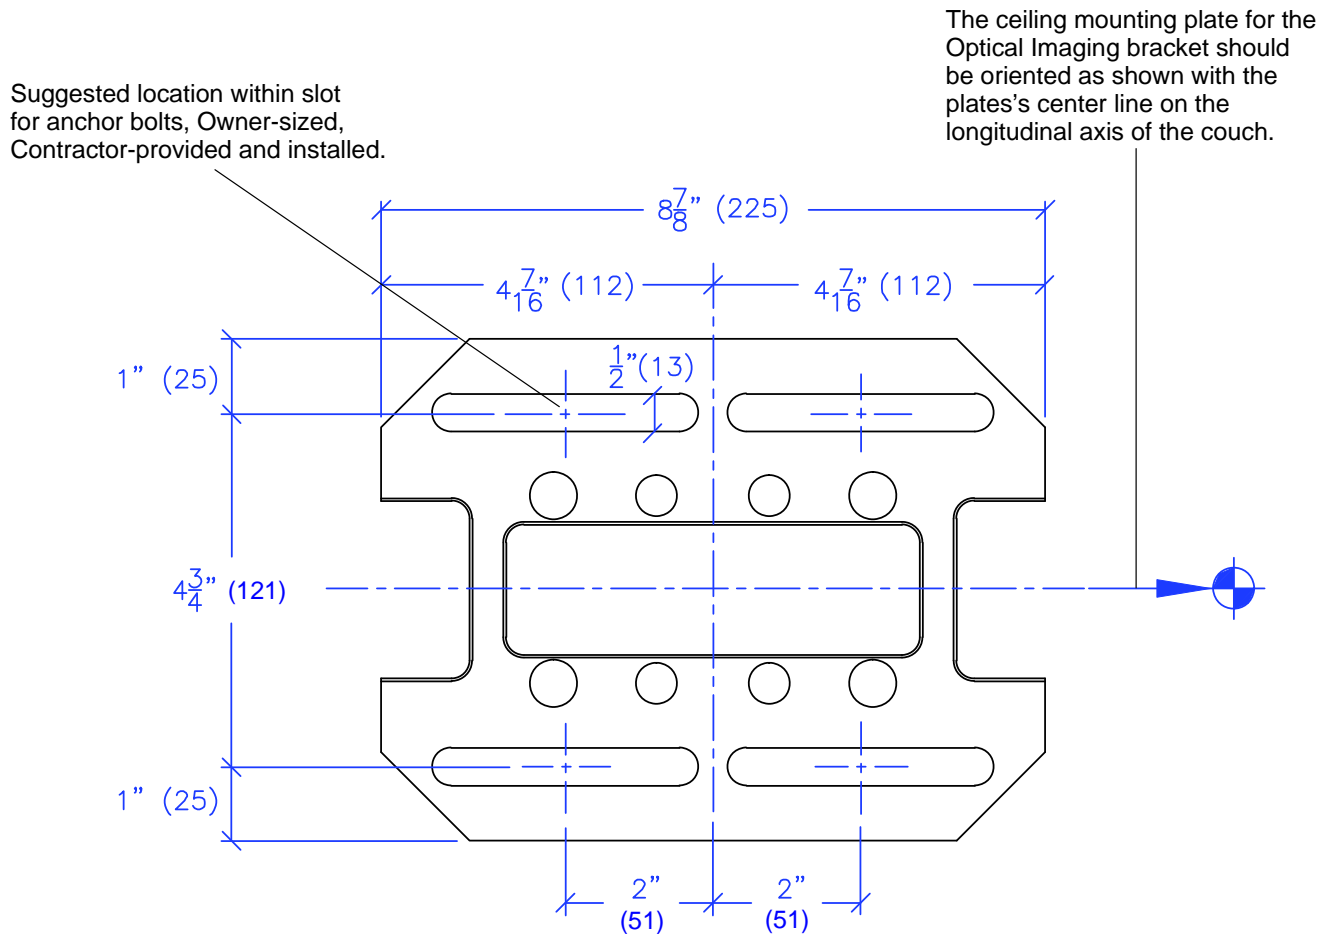 The ceiling mounting plate for the
Optical Imaging bracket should
be oriented as shown with the
plates's center line on the
longitudinal axis of the couch.
Suggested location within slot
for anchor bolts, Owner-sized,
Contractor-provided and installed.
8 7/8” (225)
4 7/16” (112)
4 7/16” (112)
1/2”(13)
1” (25)
4 3/4” (121)
1” (25)
2”
(51)
2”
(51)